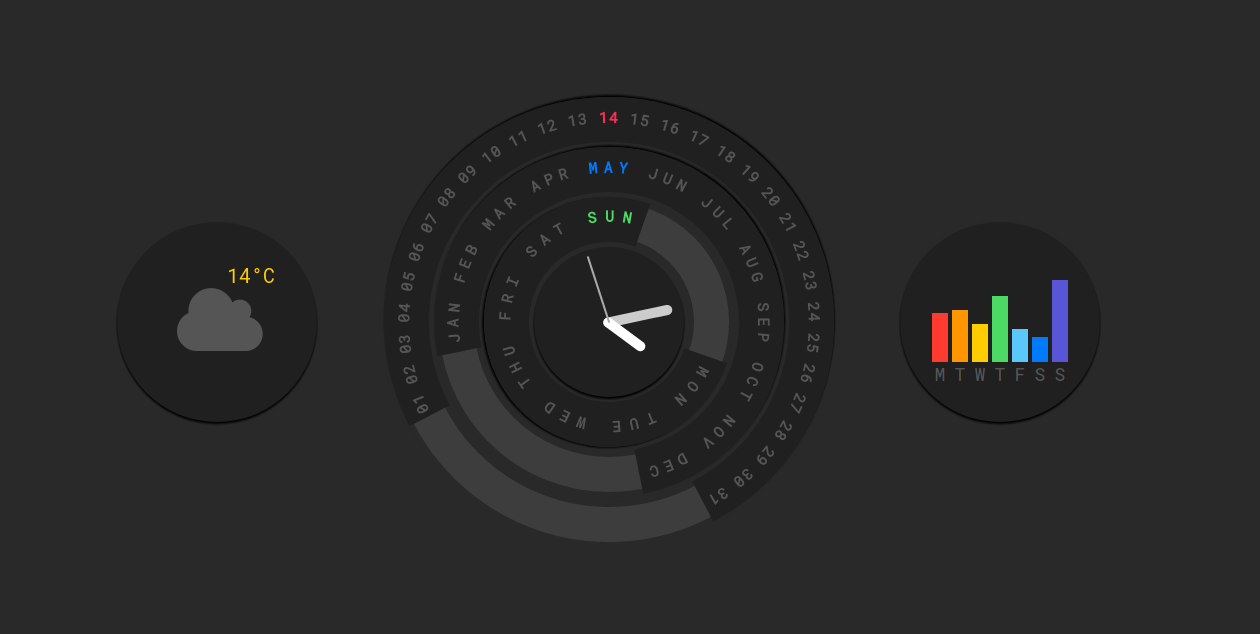 14°C
01 02 03 04 05 06 07 08 09 10 11 12 13 14 15 16 17 18 19 20 21 22 23 24 25 26 27 28 29 30 31
JAN FEB MAR APR MAY JUN JUL AUG SEP OCT NOV DEC
MON TUE WED THU FRI SAT SUN
M T W T F S S